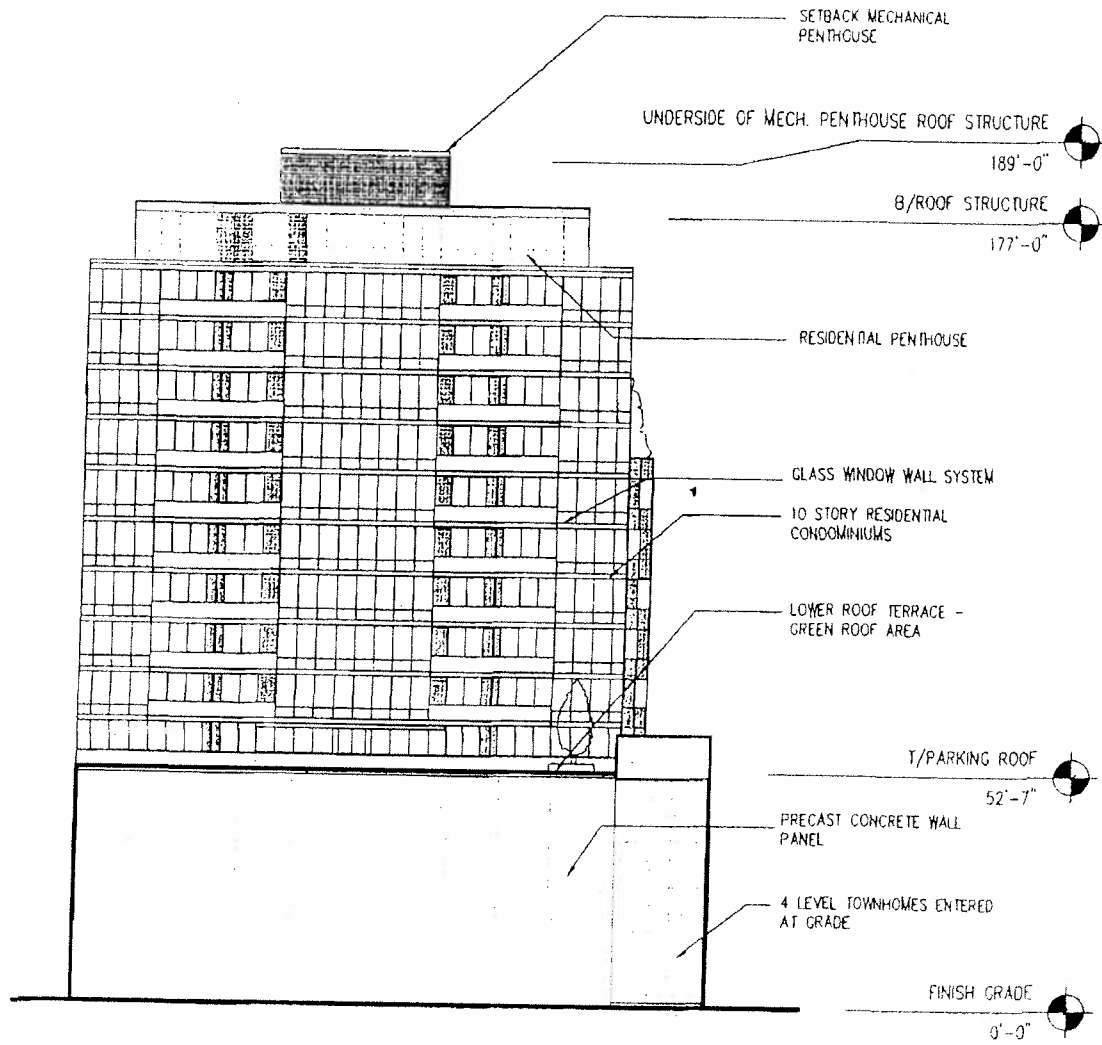 SETBACK MECHANICAL
PENTHOUSE
UNDERSIDE OF MECH. PENTHOUSE ROOF STRUCTURE
189'-0"
B/ROOF STRUCTURE
177'-0"
RESIDENTIAL PENTHOUSE
GLASS WINDOW WALL SYSTEM
10 STORY RESIDENTIAL
CONDOMINIUMS
LOWER ROOF TERRACE -
GREEN ROOF AREA
T/PARKING ROOF
52'-7"
PRECAST CONCRETE WALL
PANEL
4 LEVEL TOWNHOMES ENTERED
AT GRADE
FINISH GRADE
0'-0"